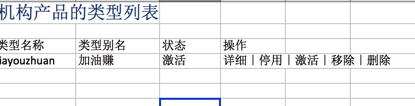 机构产品的类型列表
类型名称 类型别名 状态 操作
iayouzhuan 加油赚 激活 详细 | 停用 | 激活 | 移除 | 删除